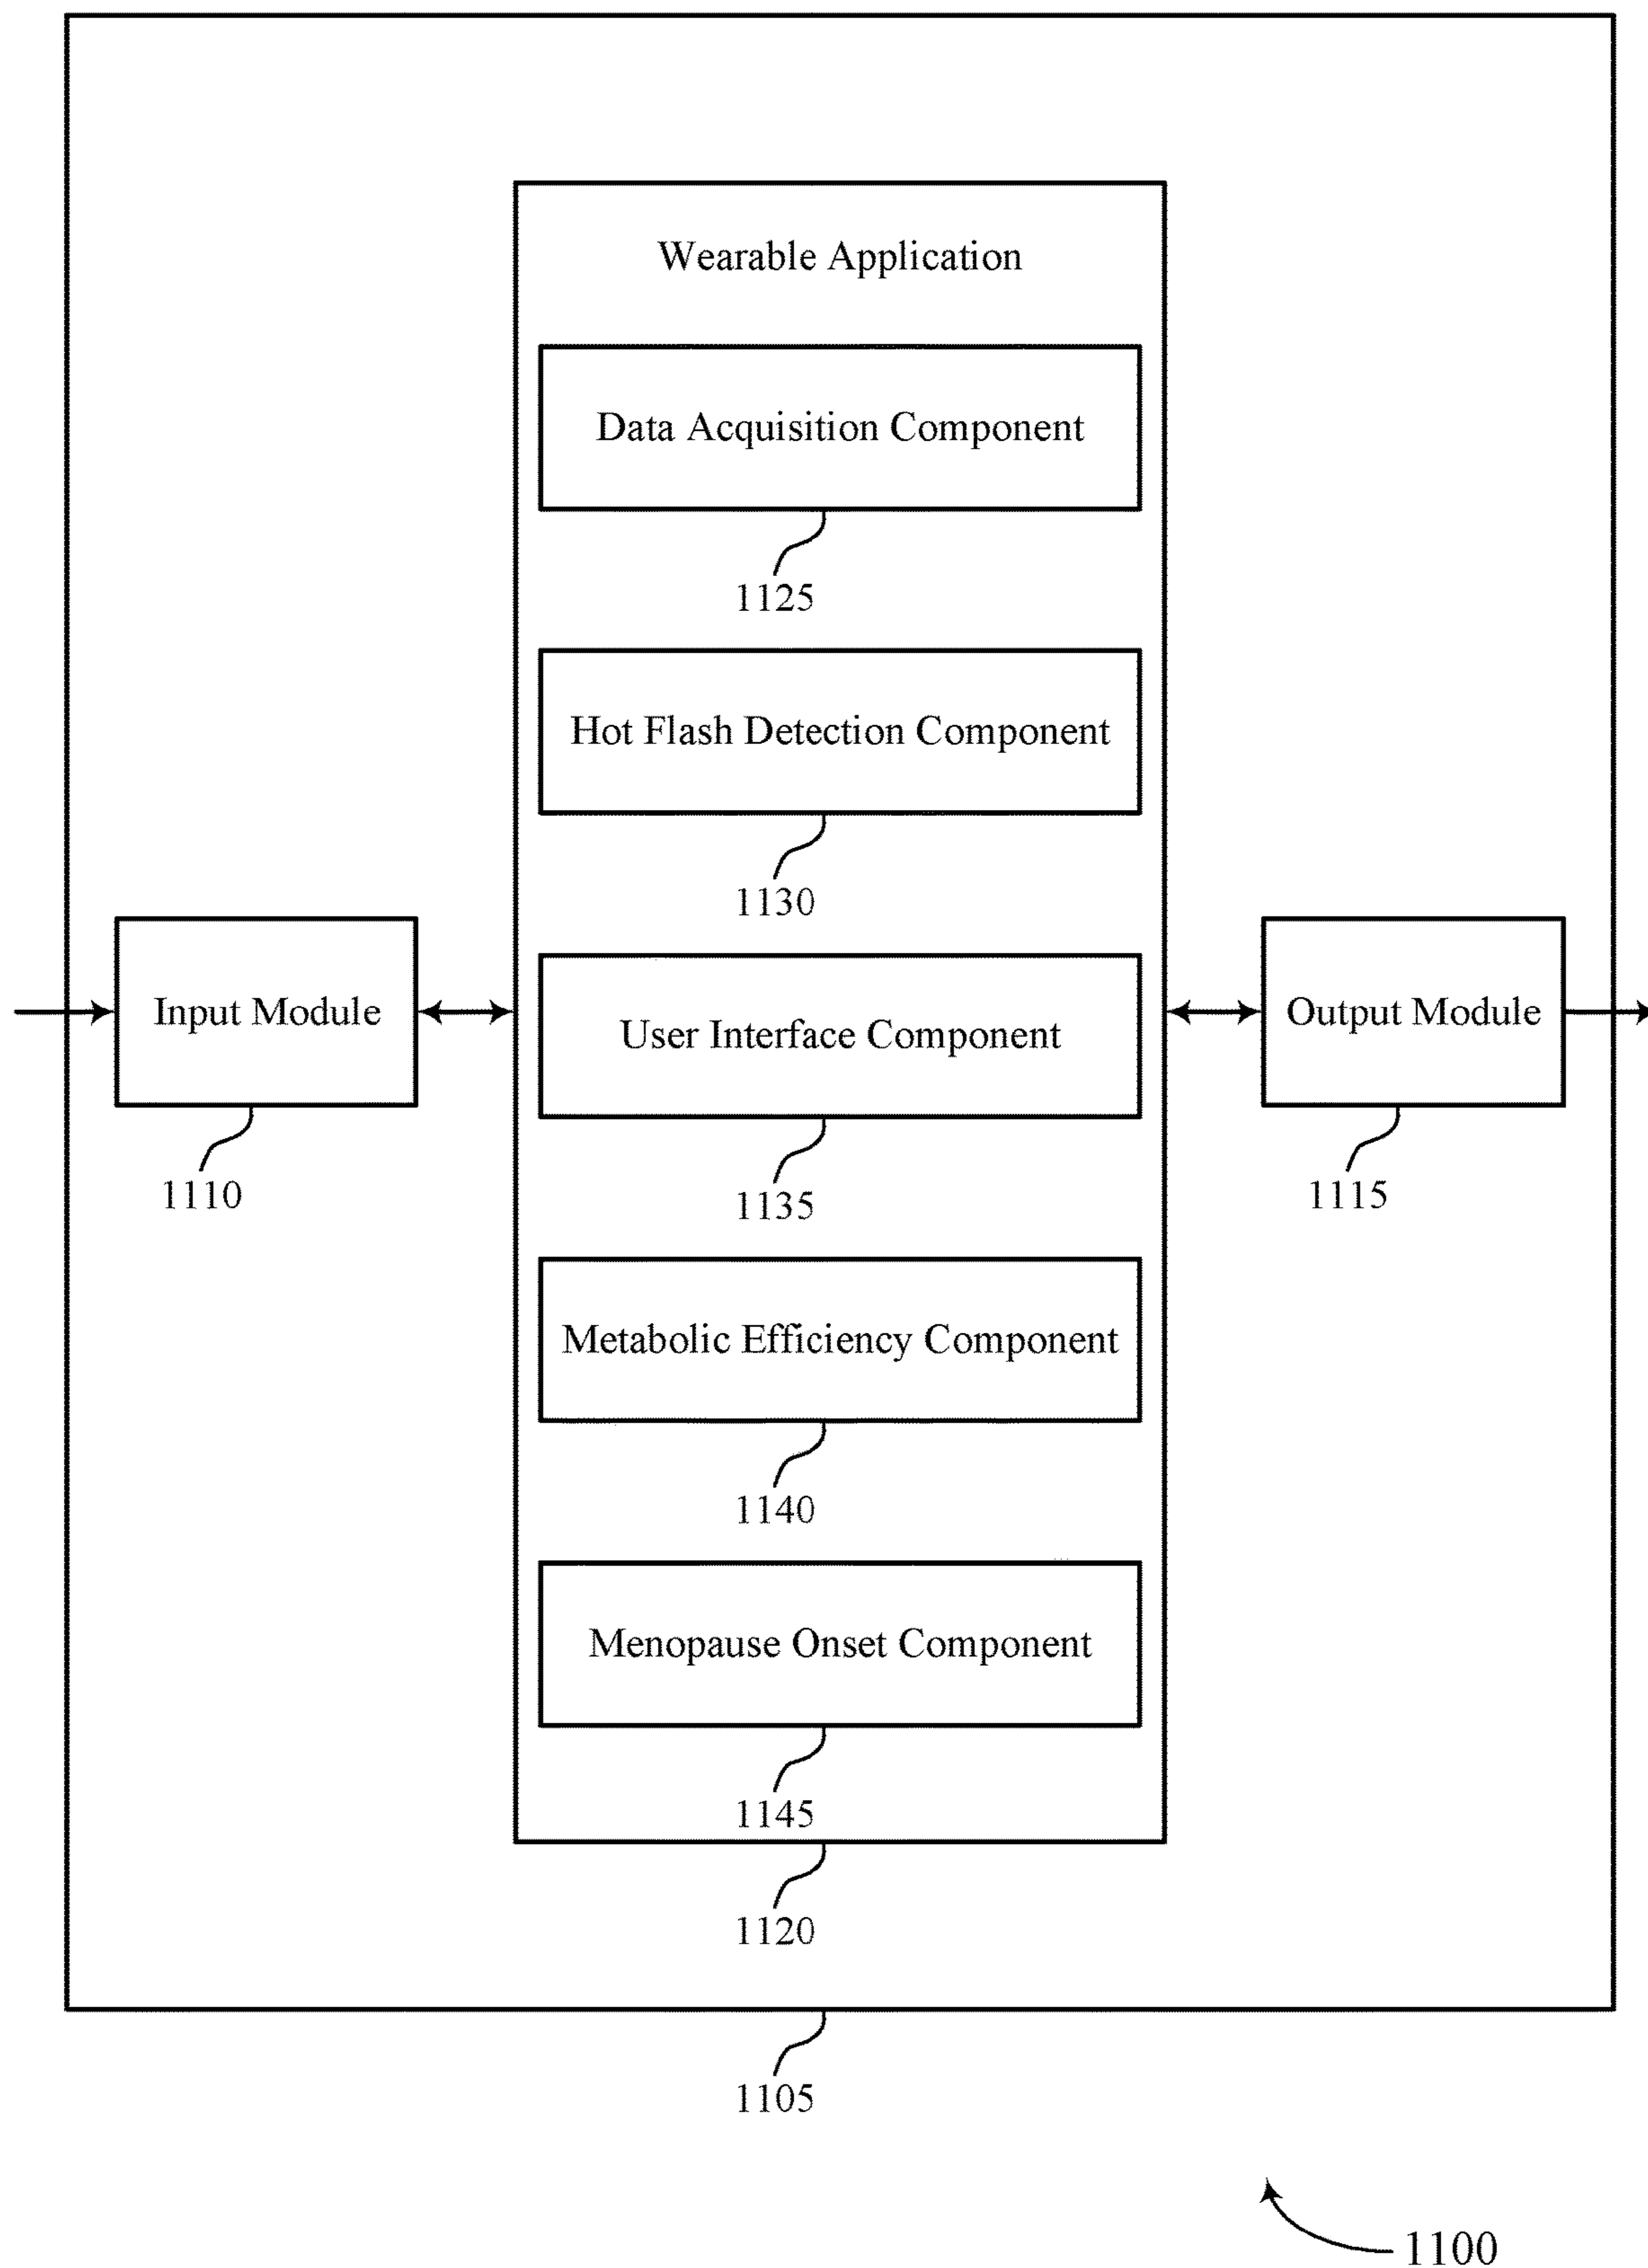 Wearable Application
Data Acquisition Component
1125
Hot Flash Detection Component
1130
Input Module
1110
User Interface Component
1135
Output Module
1115
Metabolic Efficiency Component
1140
Menopause Onset Component
1145
1120
1105
1100